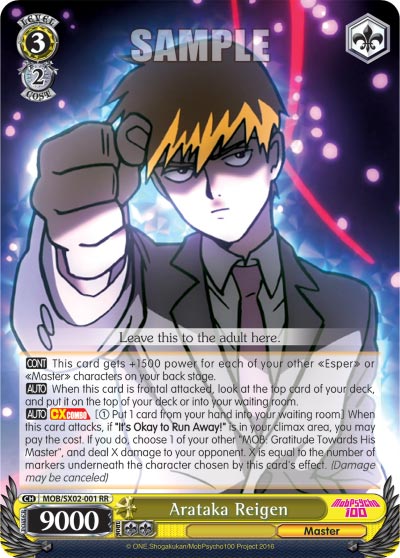 LEVEL
3
2
COST
SAMPLE
Leave this to the adult here.
CONT This card gets +1500 power for each of your other «Esper» or
«Master» characters on your back stage.
AUTO When this card is frontal attacked, look at the top card of your deck,
and put it on the top of your deck or into your waiting room.
AUTO CXCOMBO [① Put 1 card from your hand into your waiting room] When
this card attacks, if "It's Okay to Run Away!" is in your climax area, you may
pay the cost. If you do, choose 1 of your other "MOB: Gratitude Towards His
Master", and deal X damage to your opponent. X is equal to the number of
markers underneath the character chosen by this card's effect. (Damage
may be canceled)
CH MOB/SX02-001 RR
Arataka Reigen
MobPsycho
100
POWER
9000
SOUL
Master
© ONE,Shogakukan/MobPsycho100 Project 2016